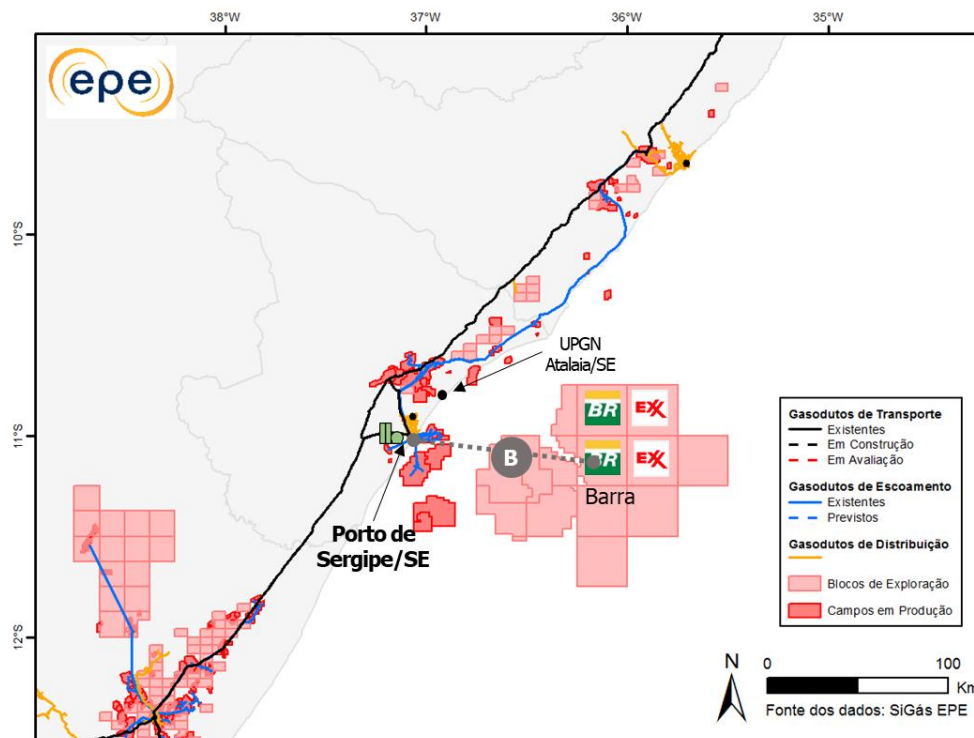 38°W
37°W
36°W
35°W
epe
10°S
11°S
12°S
UPGN
Atalaia/SE
BR
EXX
BR
EXX
B
Barra
Porto de
Sergipe/SE
Gasodutos de Transporte
Existentes
Em Construção
Em Avaliação
Gasodutos de Escoamento
Existentes
Previstos
Gasodutos de Distribuição
Blocos de Exploração
Campos em Produção
N
0
100
Km
Fonte dos dados: SiGás EPE